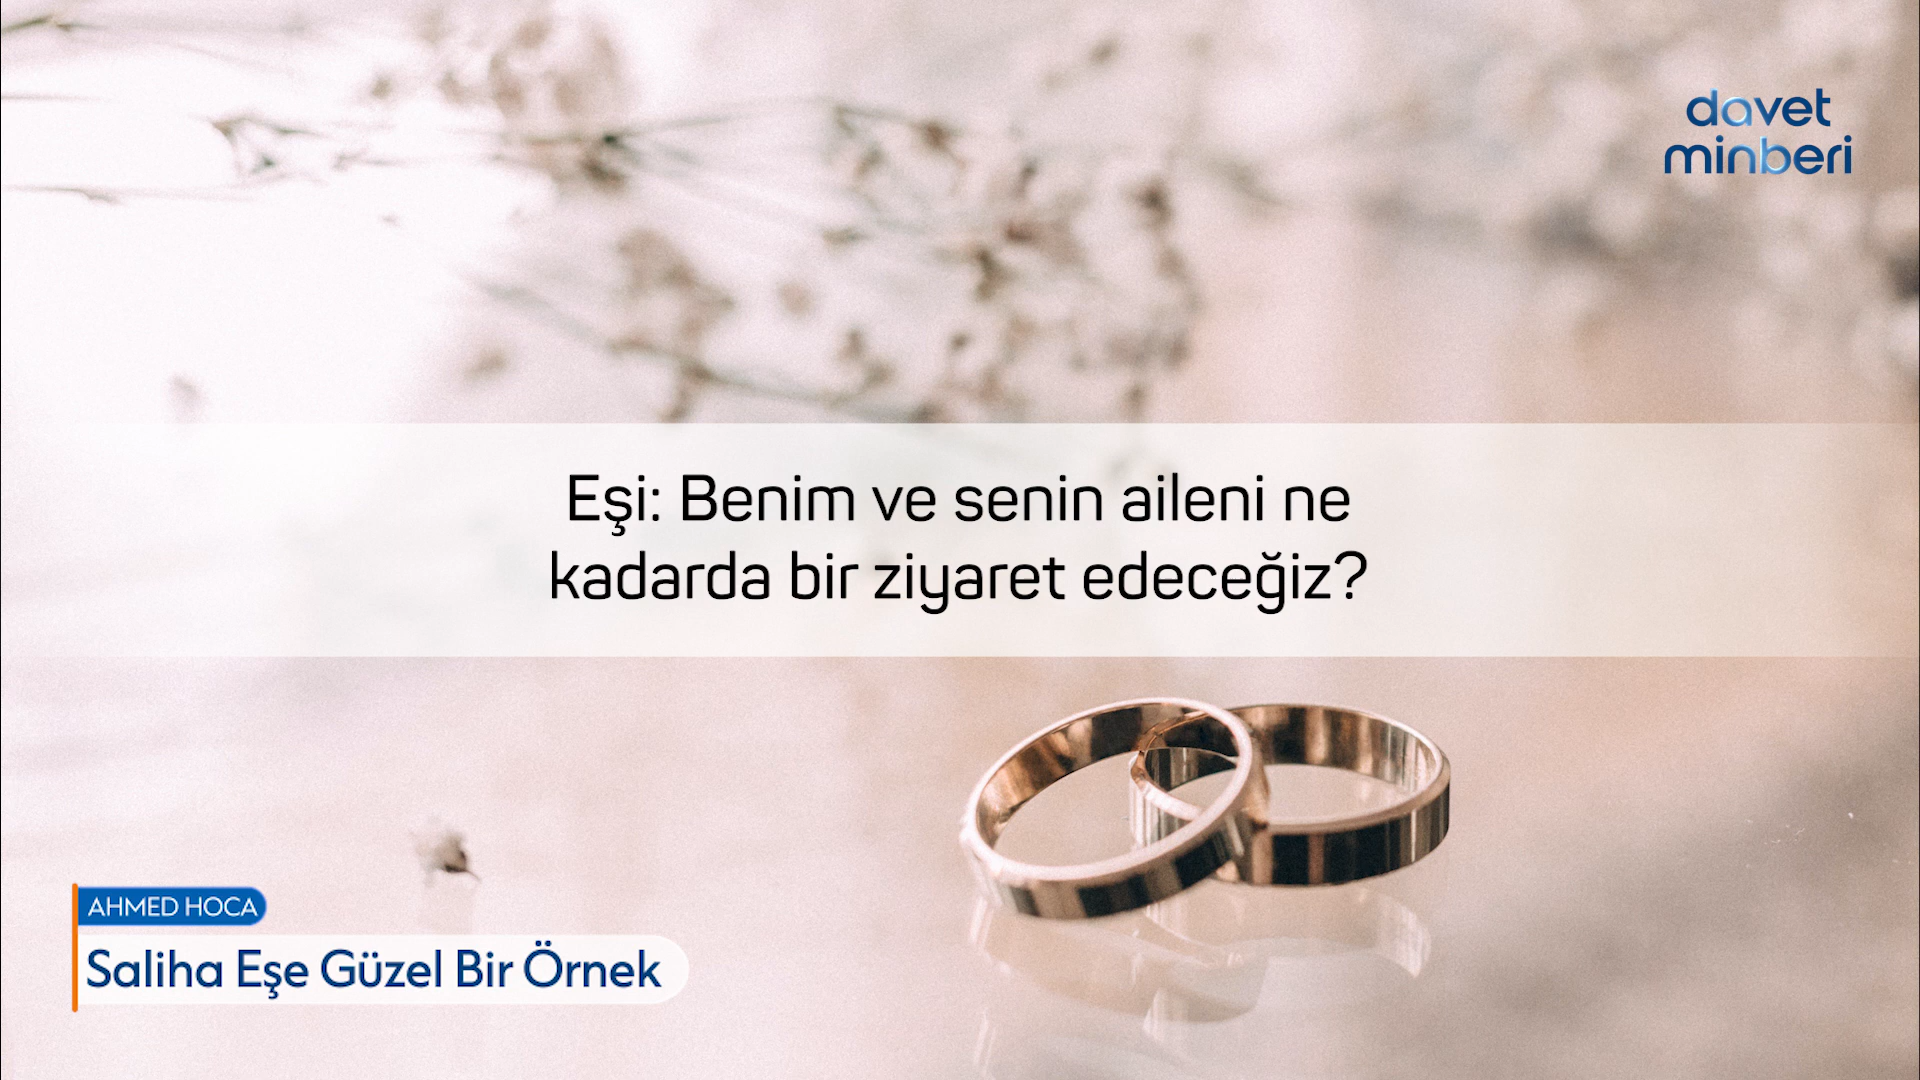 davet
minberi
Eşi: Benim ve senin aileni ne
kadarda bir ziyaret edeceğiz?
AHMED HOCA
Saliha Eşe Güzel Bir Örnek